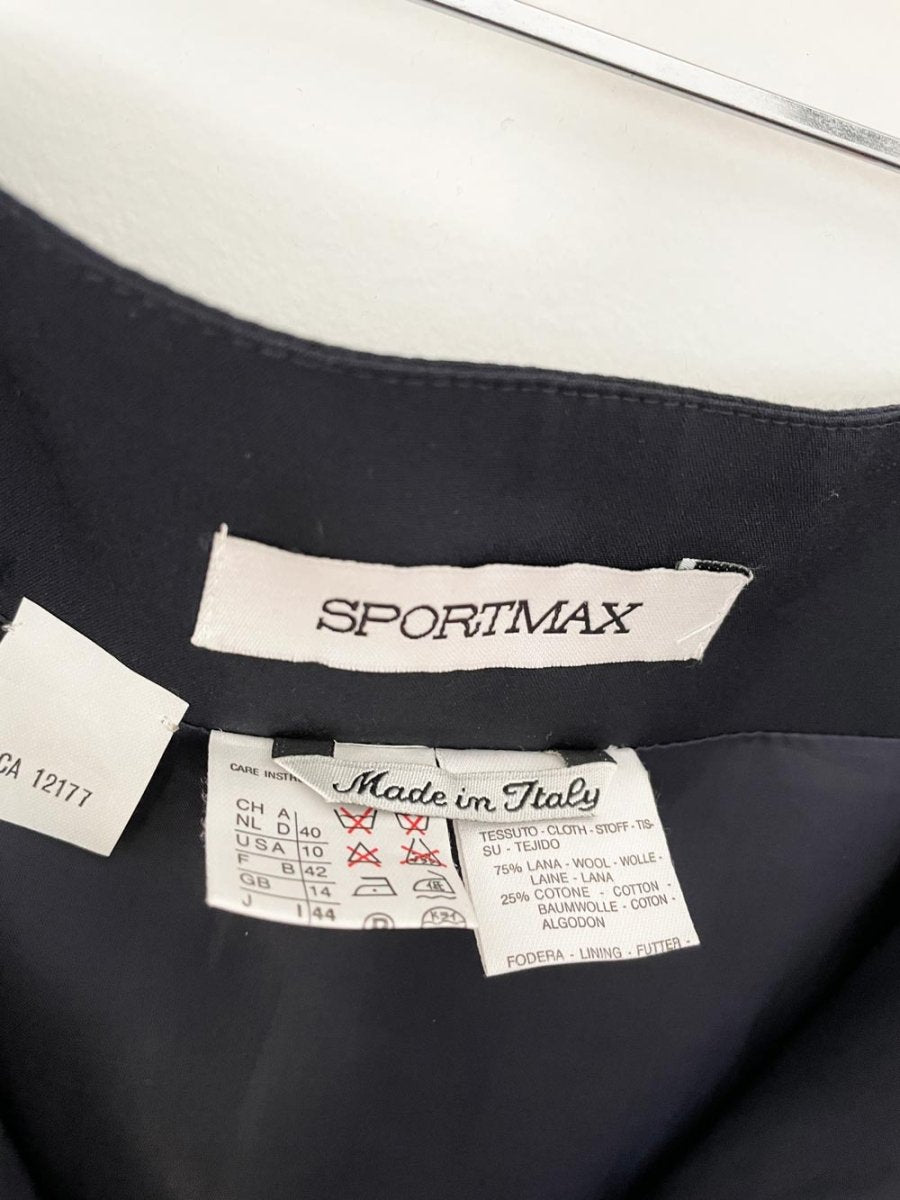 SPORTMAX
CA 12177
Made in Italy
CARE INSTR
CH A
NL D 40
USA 10
F B 42
GB 14
J I 44
P
TESSUTO - CLOTH - STOFF - TIS-
SU - TEJIDO
75% LANA - WOOL - WOLLE -
LAINE - LANA
25% COTONE - COTTON -
BAUMWOLLE - COTON -
ALGODON
FODERA - LINING - FUTTER -